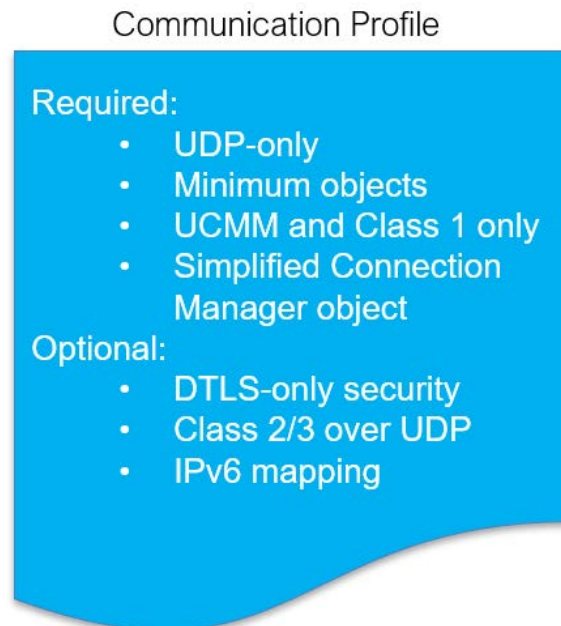 Communication Profile
Required:
• UDP-only
• Minimum objects
• UCMM and Class 1 only
• Simplified Connection
Manager object
Optional:
• DTLS-only security
• Class 2/3 over UDP
• IPv6 mapping